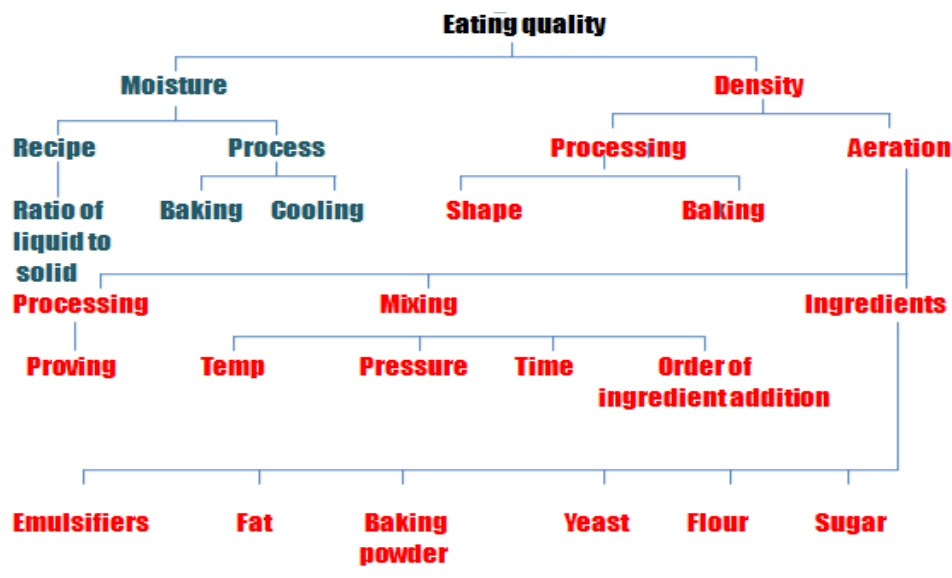 Eating quality
Moisture Density
Recipe Process Processing Aeration
Ratio of Baking Cooling Shape Baking
liquid to
solid
Processing Mixing Ingredients
Proving Temp Pressure Time Order of
ingredient addition
Emulsifiers Fat Baking Yeast Flour Sugar
powder